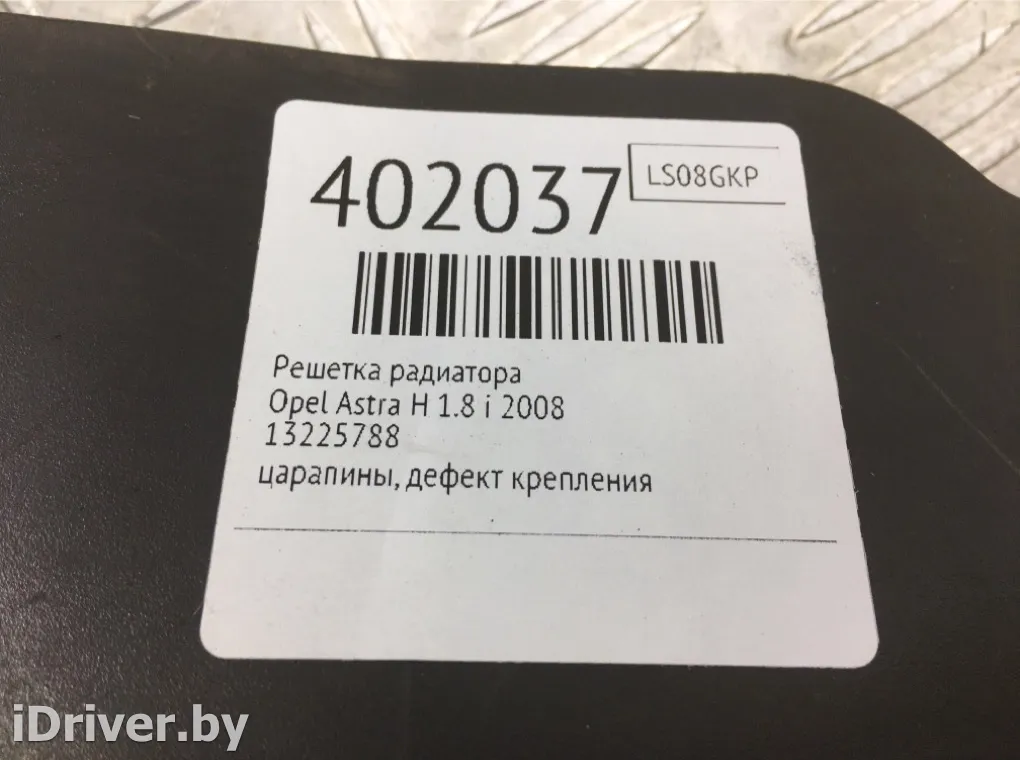 402037
LS08GKP
Решетка радиатора
Opel Astra H 1.8 i 2008
13225788
царапины, дефект крепления
iDriver.by